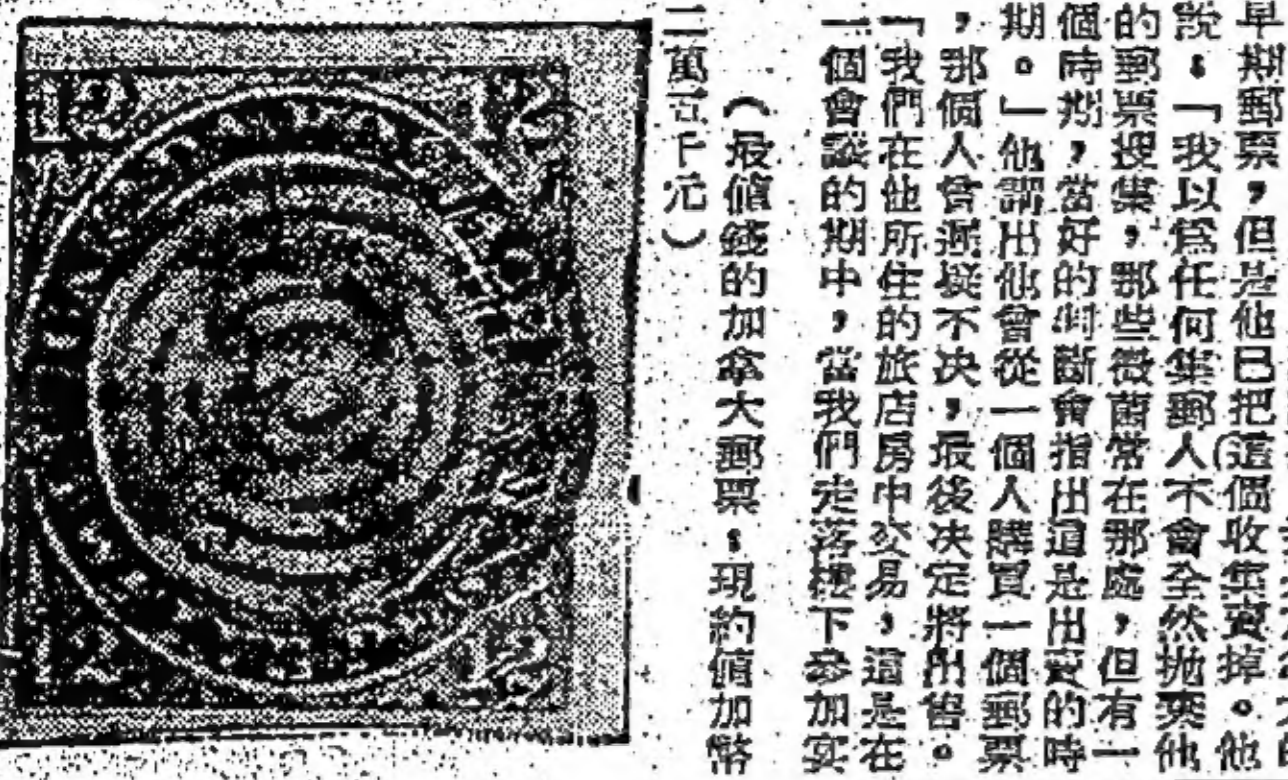 早期郵票，但是他已把這個收集賣掉。他
說：「我以為任何集郵人不會全然拋棄他
的郵票搜集，那些微菌常在那處，但有一
個時期，當好的判斷會指出這是出賣的時
期。」他謂出他曾從一個人購買一個郵票
，那個人曾遲疑不決，最後決定將出售。
「我們在他所住的旅店房中交易，這是在
一個會談的期中，當我們走落樓下參加宴
（最值錢的加拿大郵票：現約值加幣
二萬五千元）
12
12
12